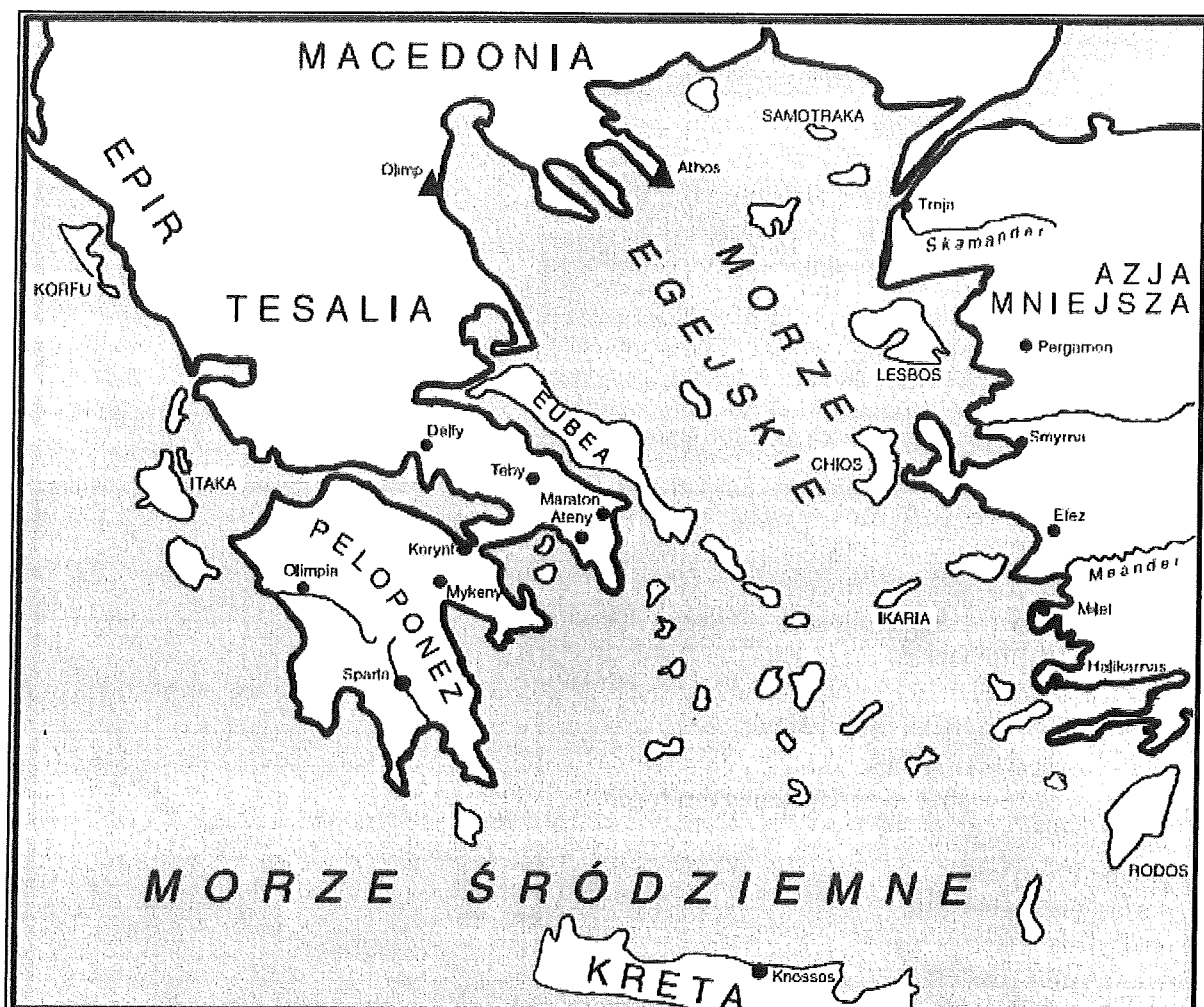 MACEDONIA
SAMOTRAKA
EPIR
Olimp
Athos
Troja
Skamander
KORFU
TESALIA
MORZE
EGEJSKIE
AZJA
MNIEJSZA
Pergamon
LESBOS
EUBEA
Delfy
Smyrna
CHIOS
ITAKA
Teby
Maraton
Ateny
PELOPONEZ
Korynt
Efez
Olimpia
Mykeny
Meander
IKARIA
Milet
Sparta
Halikarnas
RODOS
MORZE ŚRÓDZIEMNE
KRETA
Knossos